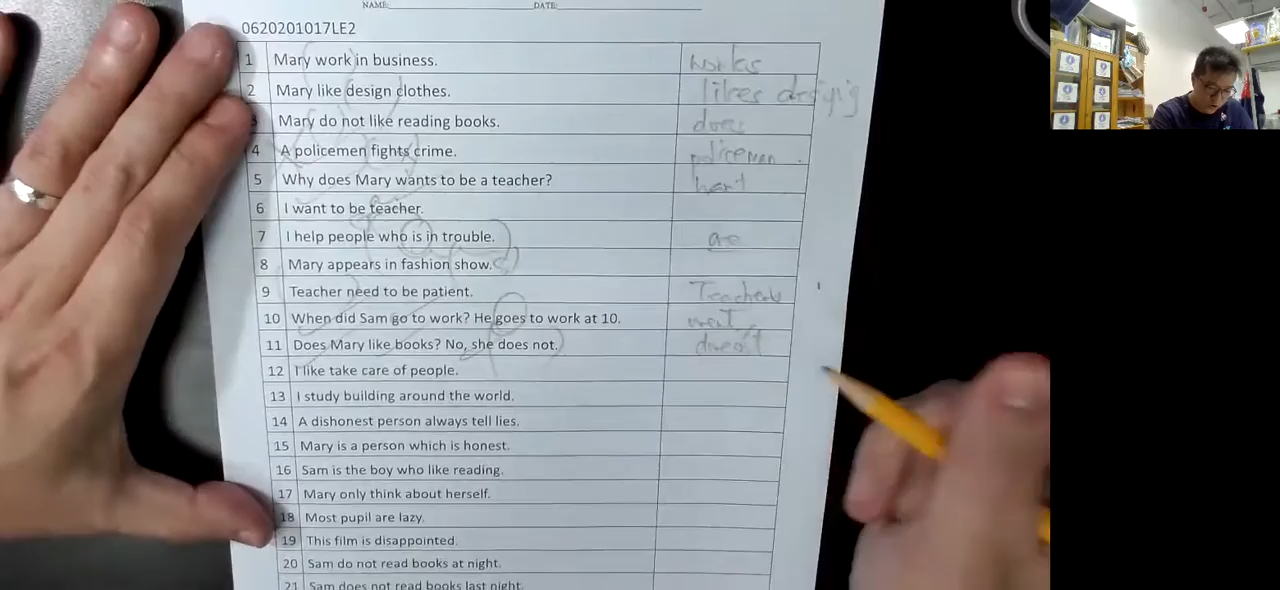 NAME: DATE:
0620201017LE2
1 Mary work in business. works
2 Mary like design clothes. likes
3 Mary do not like reading books. does
4 A policemen fights crime. policeman
5 Why does Mary wants to be a teacher? want
6 I want to be teacher.
7 I help people who is in trouble. are
8 Mary appears in fashion show.
9 Teacher need to be patient. Teachers
10 When did Sam go to work? He goes to work at 10. went
11 Does Mary like books? No, she does not. doesn't
12 I like take care of people.
13 I study building around the world.
14 A dishonest person always tell lies.
15 Mary is a person which is honest.
16 Sam is the boy who like reading.
17 Mary only think about herself.
18 Most pupil are lazy.
19 This film is disappointed.
20 Sam do not read books at night.
21 Sam does not read books last night.